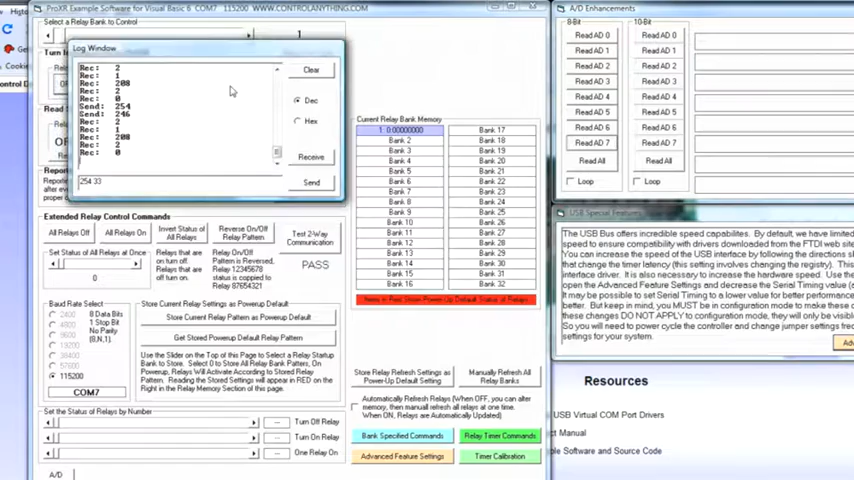 ProXR Example Software for Visual Basic 6 COM7 115200 WWW.CONTROLANYTHING.COM
Select a Relay Bank to Control
1
Log Window
Rec: 2
Rec: 1
Rec: 208
Rec: 2
Rec: 0
Send: 254
Send: 246
Rec: 2
Rec: 1
Rec: 208
Rec: 2
Rec: 0
254 33
Clear
Dec
Hex
Receive
Send
Extended Relay Control Commands
All Relays Off
All Relays On
Invert Status of All Relays
Reverse On/Off Relay Pattern
Test 2-Way Communication
PASS
Set Status of All Relays at Once
0
Relays that are on turn off. Relays that are off turn on.
Relay On/Off Pattern is Reversed, Relay 12345678 status is copplied to 87654321
Baud Rate Select
2400
4800
9600
19200
38400
57600
115200
8 Data Bits
1 Stop Bit
No Parity
(8,N,1).
COM7
Store Current Relay Settings as Powerup Default
Store Current Relay Pattern as Powerup Default
Get Stored Powerup Default Relay Pattern
Use the Slider on the Top of this Page to Select a Relay
Bank to Store. Select 0 to Store All Relay Bank Patterns. On
Powerup, Relays will Activate According to Stored Relay
Pattern. Reading the Stored Settings will appear in RED on the
Right in the Relay Memory Section of this Page.
Set the Status of Relays by Number
Turn Off Relay
Turn On Relay
One Relay On
A/D
Current Relay Bank Memory
1 0:00000000
Bank 2
Bank 3
Bank 4
Bank 5
Bank 6
Bank 7
Bank 8
Bank 9
Bank 10
Bank 11
Bank 12
Bank 13
Bank 14
Bank 15
Bank 16
Bank 17
Bank 18
Bank 19
Bank 20
Bank 21
Bank 22
Bank 23
Bank 24
Bank 25
Bank 26
Bank 27
Bank 28
Bank 29
Bank 30
Bank 31
Bank 32
Items in Red Show Power-Up Default Status of Relays
Store Relay Refresh Settings as Power-Up Default Setting
Manually Refresh All Relay Banks
Automatically Refresh Relays (When OFF, you can alter
memory, then manuall refresh all relays at one time.
When ON, Relays are Automatically Updated).
Bank Specified Commands
Relay Timer Commands
Advanced Feature Settings
Timer Calibration
A/D Enhancements
8-Bit
10-Bit
Read AD 0
Read AD 1
Read AD 2
Read AD 3
Read AD 4
Read AD 5
Read AD 6
Read AD 7
Read All
Loop
Read AD 0
Read AD 1
Read AD 2
Read AD 3
Read AD 4
Read AD 5
Read AD 6
Read AD 7
Read All
Loop
USB Special Features
The USB Bus offers incredible speed capabilites. By default, we have limited
speed to ensure compatibility with drivers downloaded from the FTDI web site
You can increase the speed of the USB interface by following the directions
that change the timer latency (this setting involves changing the registry). This
interface driver. It is also necessary to increase the hardware speed. Use the
open the Advanced Feature Settings and decrease the Serial Timing value
It may be possible to set Serial Timing to a lower value for better performance
But keep in mind, you MUST be in configuration mode to make these
these changes DO NOT APPLY to configuration mode, they will only be visible
So you will need to power cycle the controller and change jumper settings
settings for your system.
Resources
USB Virtual COM Port Drivers
ct Manual
ple Software and Source Code